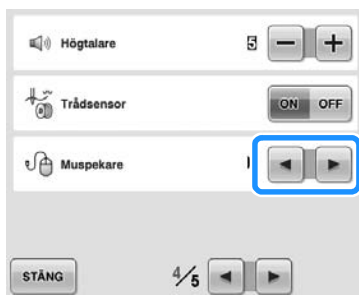 Högtalare 5 − +
Trådsensor ON OFF
Muspekare
STÄNG 4/5